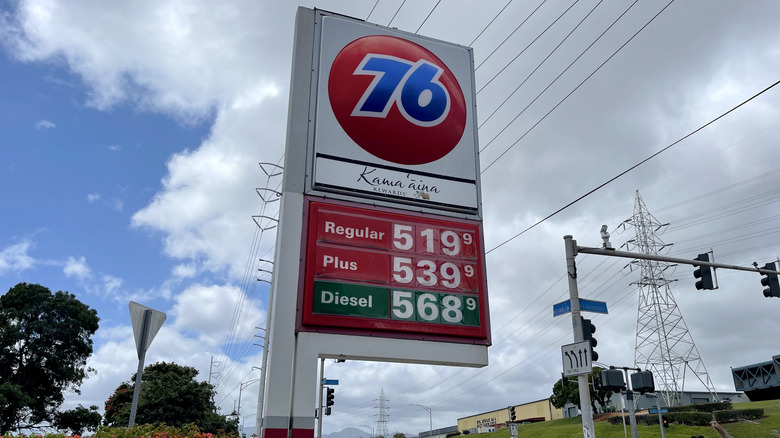 76
Kama'āina
REWARDS
Regular 519 9
Plus 539 9
Diesel 568 9